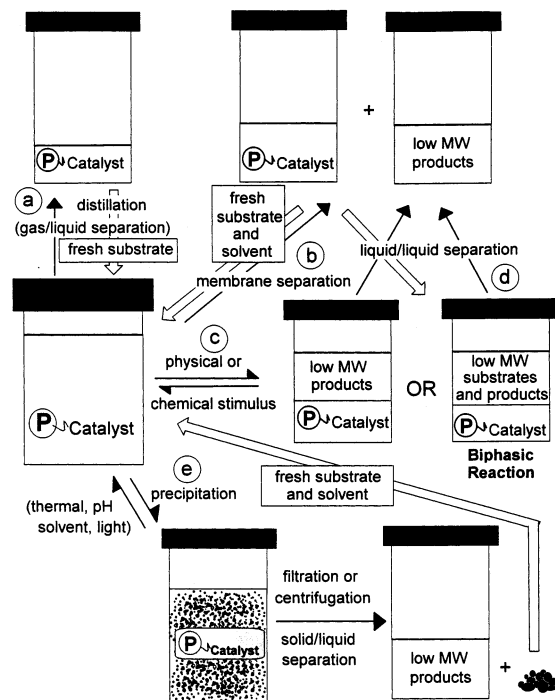 P Catalyst
P Catalyst
+
low MW
products
a
distillation
(gas/liquid separation)
fresh substrate
fresh
substrate
and
solvent
b
membrane separation
liquid/liquid separation
d
P Catalyst
c
physical or
chemical stimulus
low MW
products
P Catalyst
OR
low MW
substrates
and products
P Catalyst
Biphasic
Reaction
e
precipitation
(thermal, pH
solvent, light)
fresh substrate
and solvent
P Catalyst
filtration or
centrifugation
solid/liquid
separation
low MW
products
+